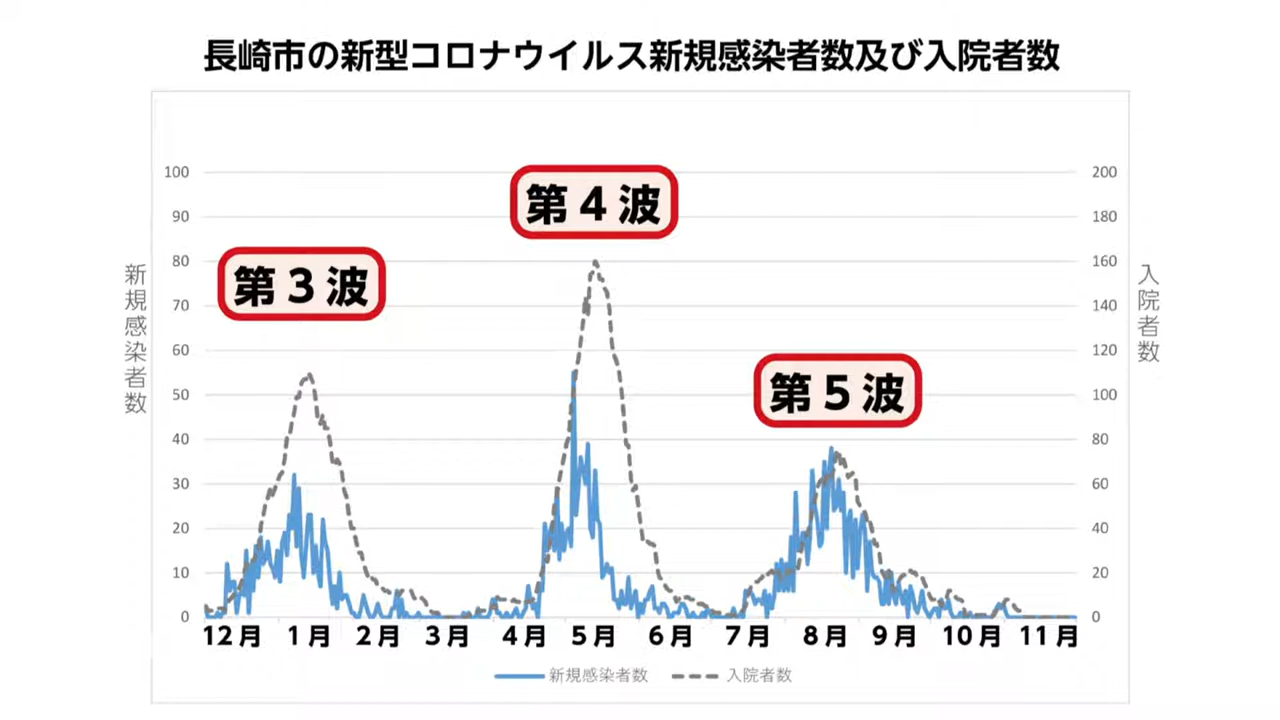 長崎市の新型コロナウイルス新規感染者数及び入院者数
第3波
第4波
第5波
新規感染者数
100
90
80
70
60
50
40
30
20
10
0
200
180
160
140
120
100
80
60
40
20
0
入院者数
12月 1月 2月 3月 4月 5月 6月 7月 8月 9月 10月 11月
新規感染者数 入院者数